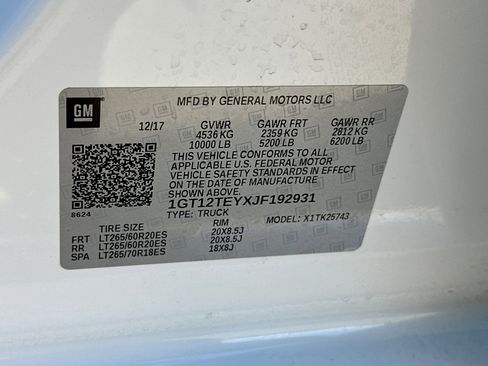 GM
MFD BY GENERAL MOTORS LLC
12/17 GVWR GAWR FRT GAWR RR
4536 KG 2359 KG 2812 KG
10000 LB 5200 LB 6200 LB
THIS VEHICLE CONFORMS TO ALL
APPLICABLE U.S. FEDERAL MOTOR
VEHICLE SAFETY STANDARDS IN EFFECT
ON THE DATE OF MANUFACTURE
SHOWN ABOVE.
1GT12TEYXJF192931
8624 TYPE: TRUCK MODEL: X1TK25743
TIRE SIZE RIM
FRT LT265/60R20ES 20X8.5J
RR LT265/60R20ES 20X8.5J
SPA LT265/70R18ES 18X8J